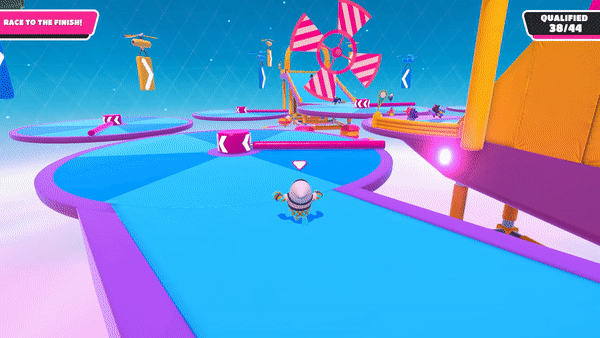 RACE TO THE FINISH!
QUALIFIED
38/44